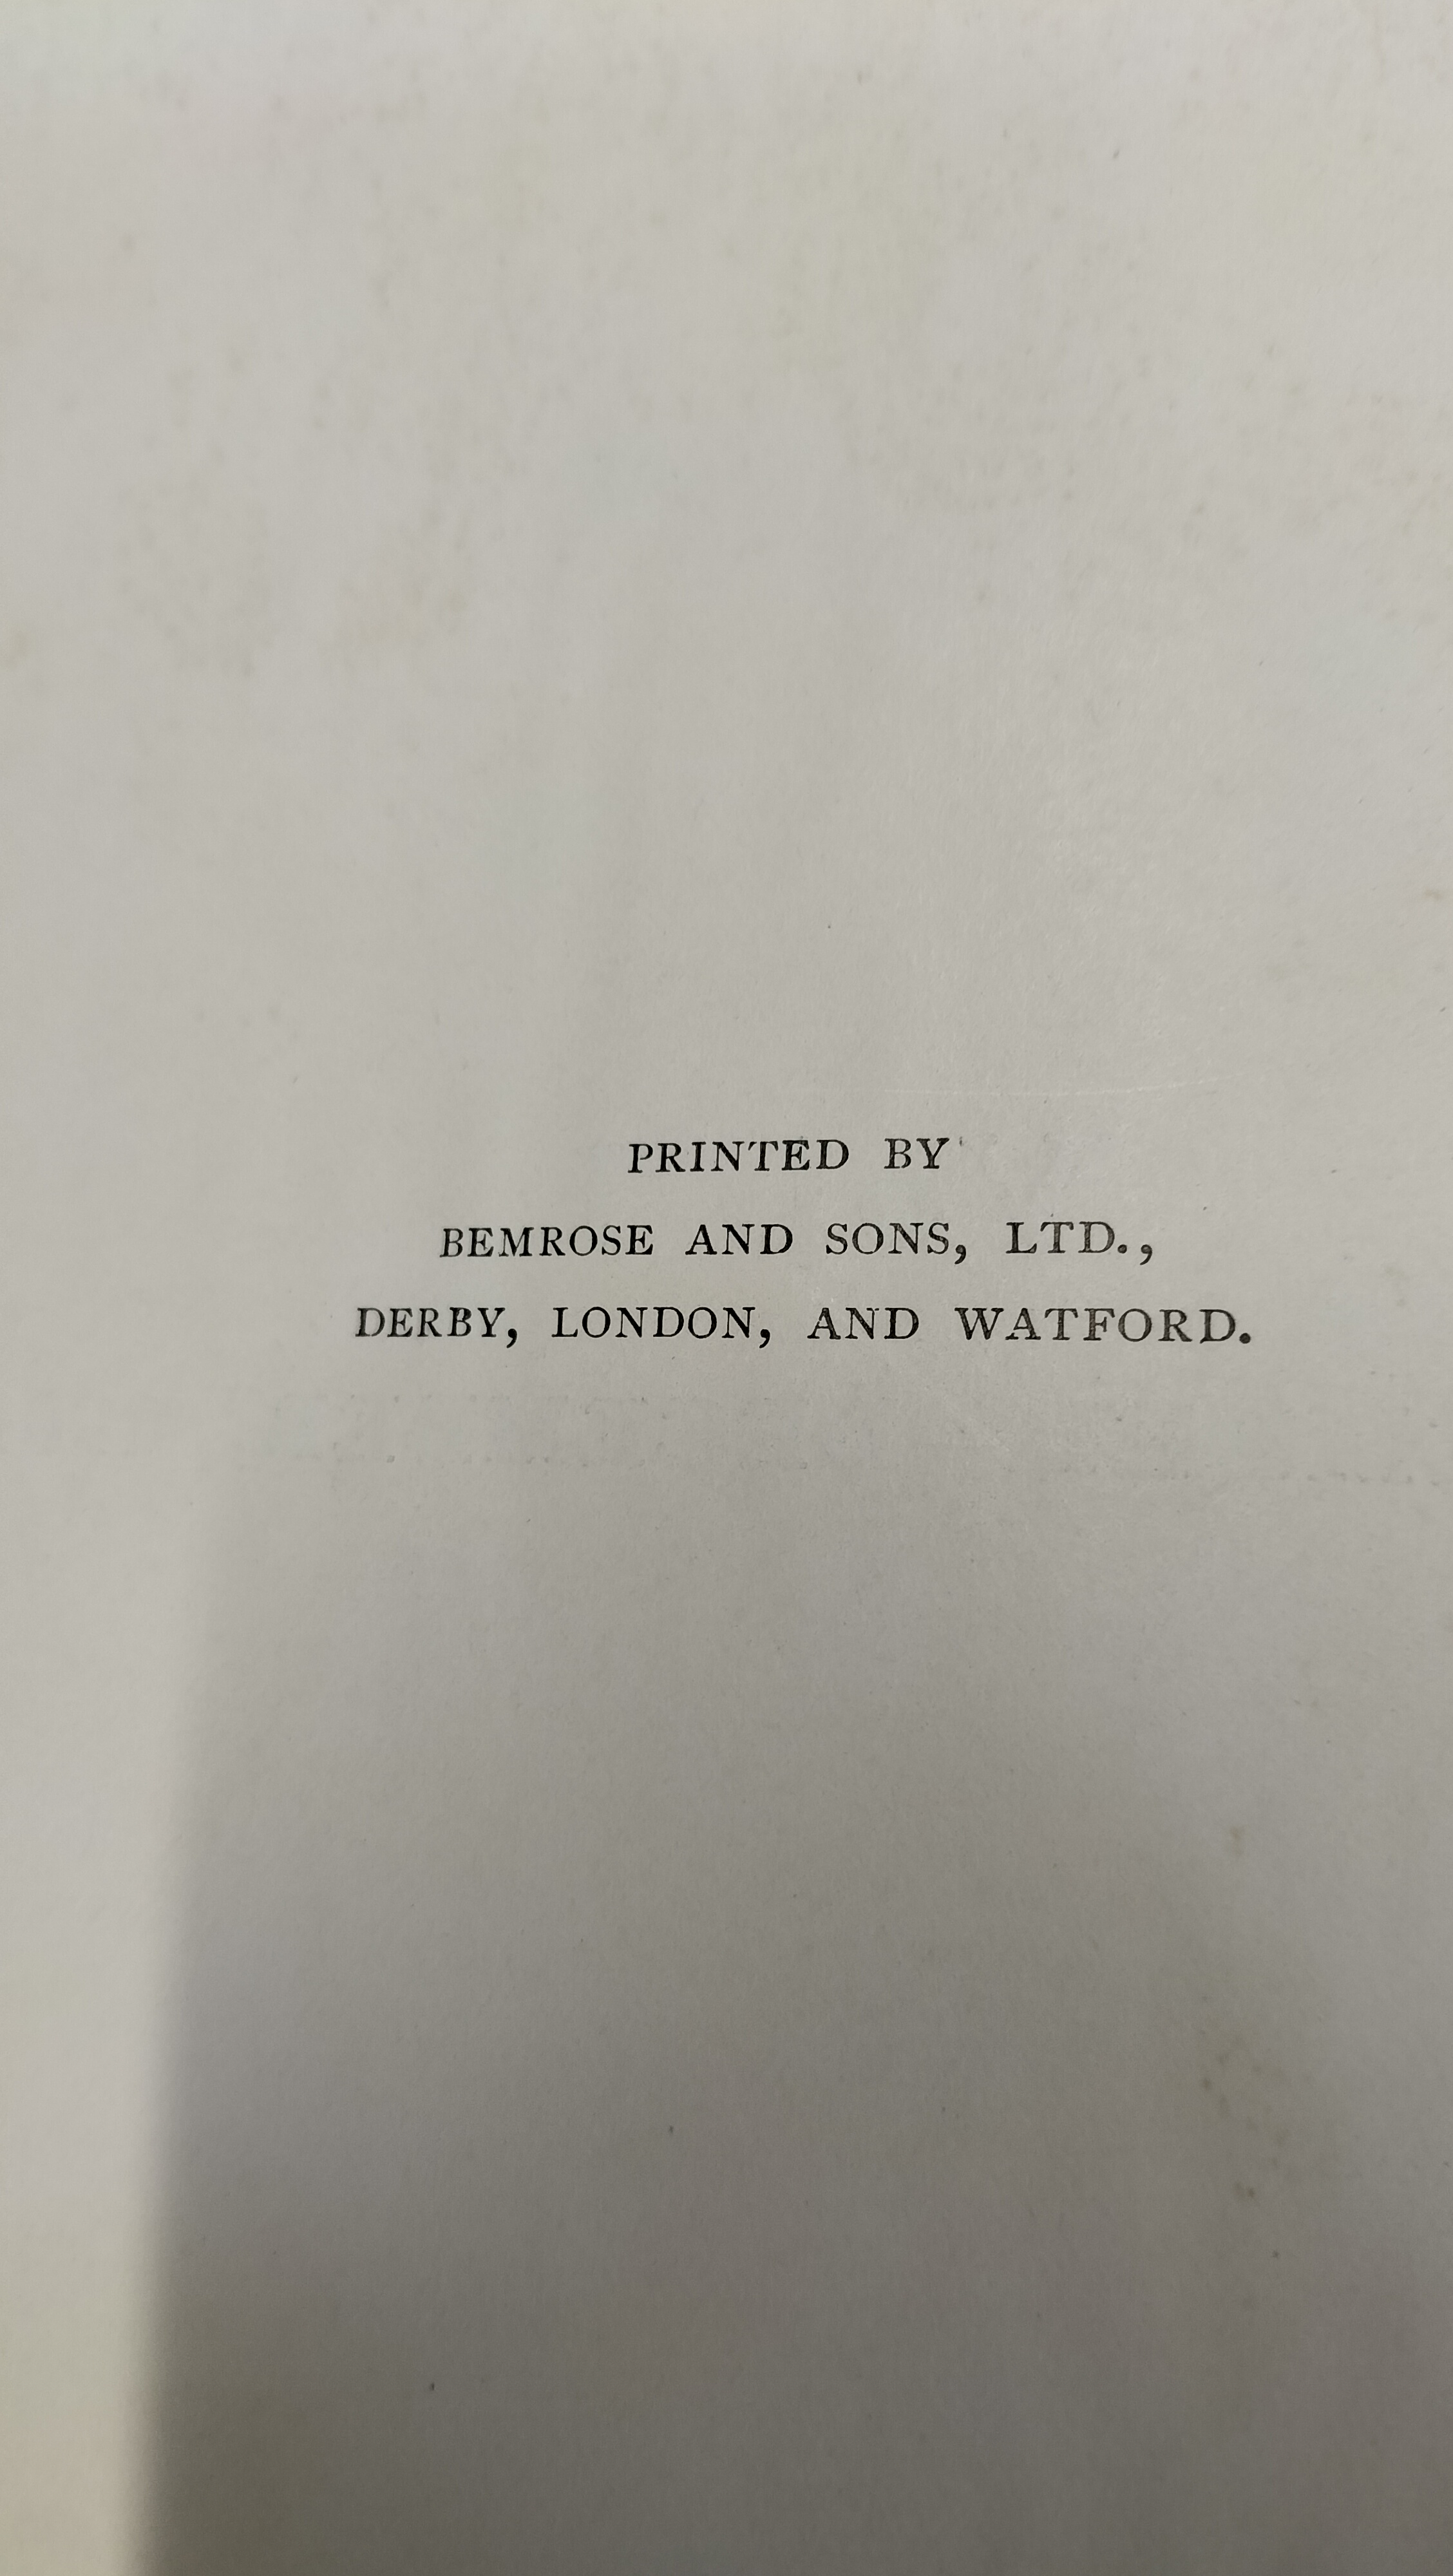 PRINTED BY
BEMROSE AND SONS, LTD.,
DERBY, LONDON, AND WATFORD.